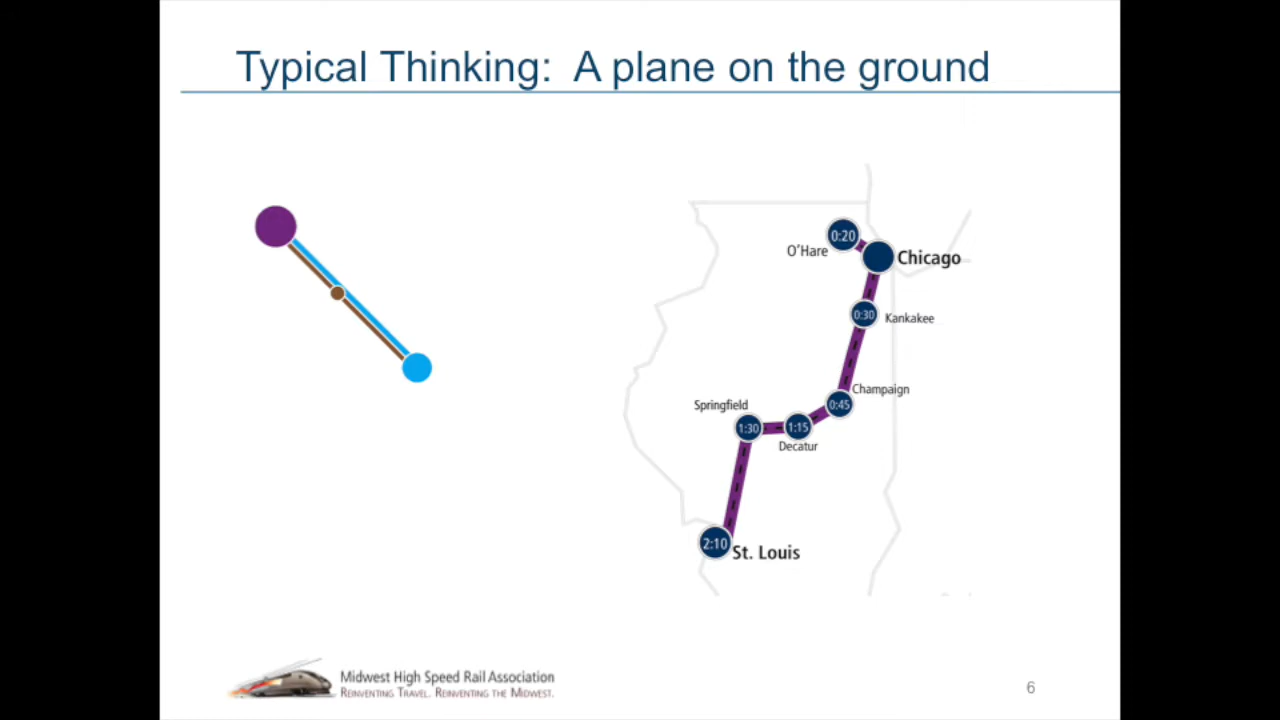 Typical Thinking:  A plane on the ground
0:20
O'Hare
Chicago
0:30
Kankakee
Champaign
0:45
Springfield
1:30
1:15
Decatur
2:10
St. Louis
Midwest High Speed Rail Association
REINVENTING TRAVEL. REINVENTING THE MIDWEST.
6